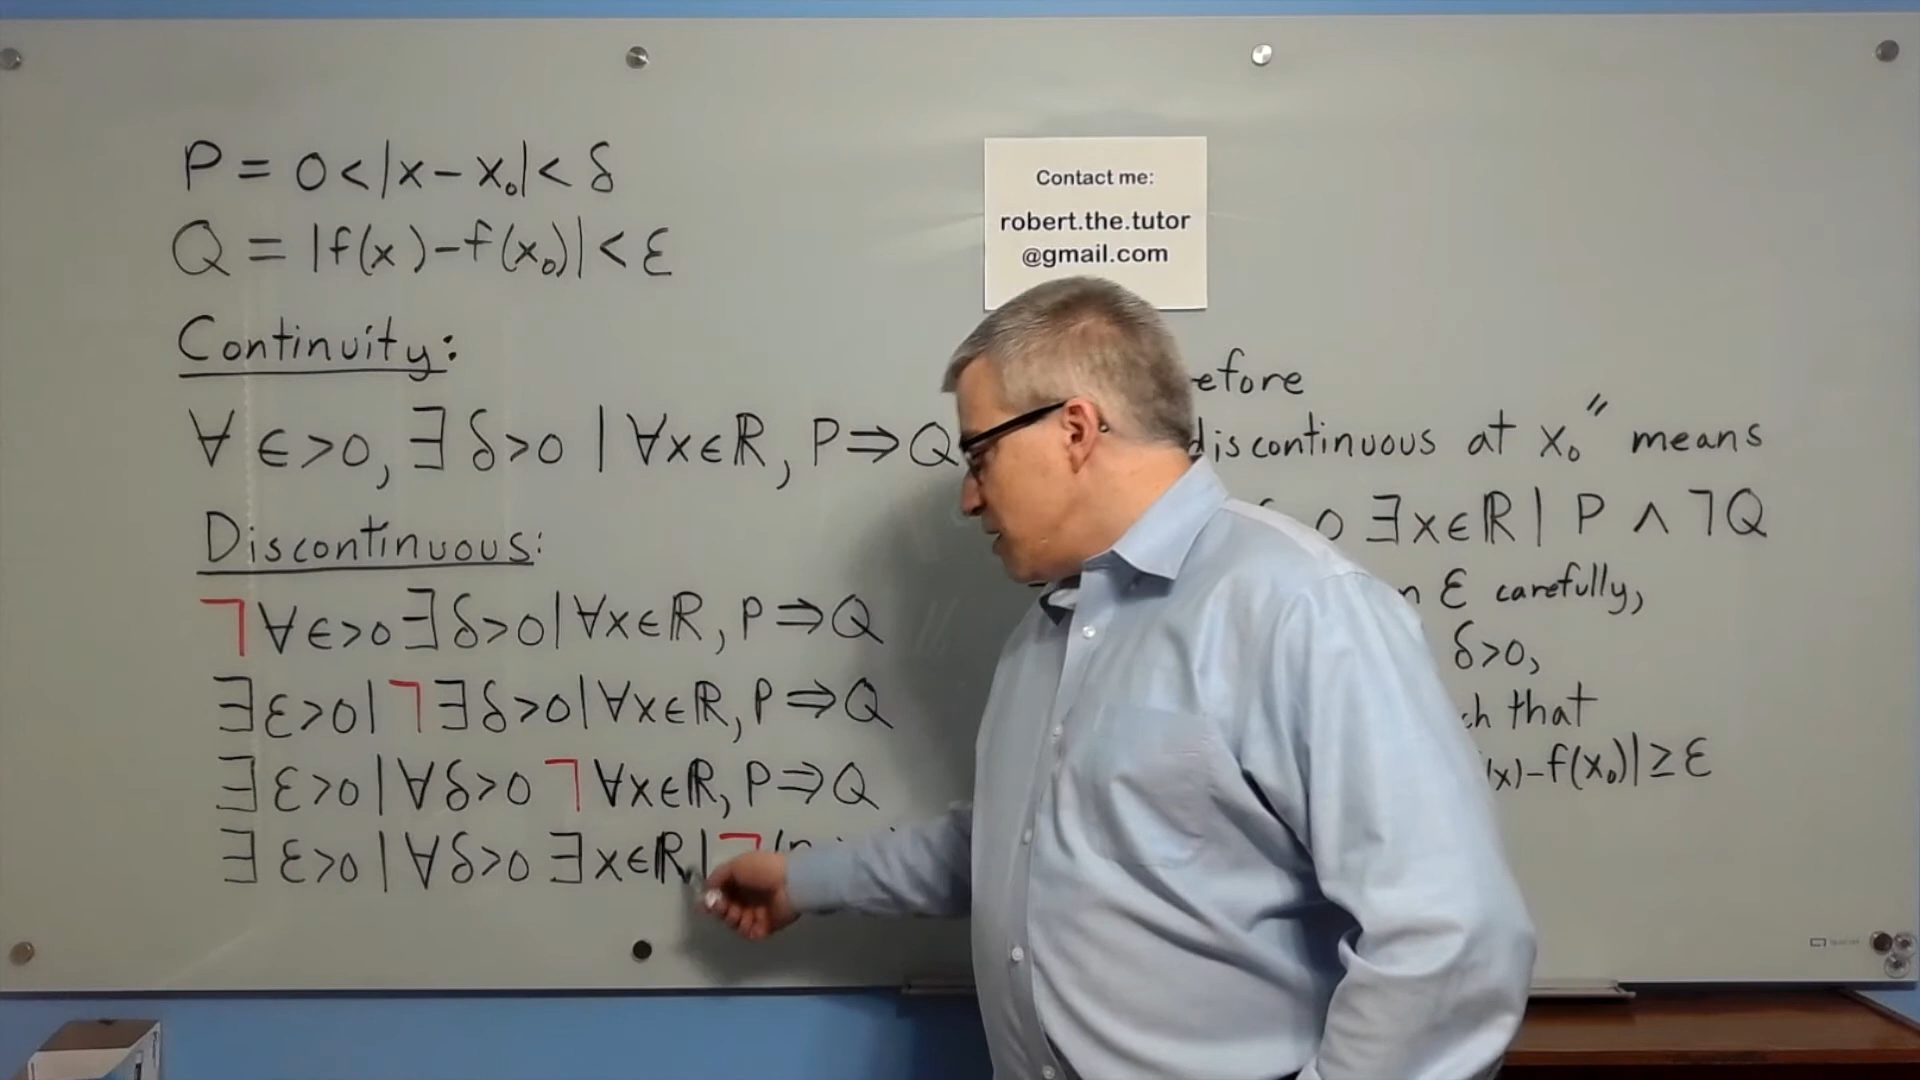 P = 0 < |x - x₀| < δ
Q = |f(x) - f(x₀)| < ε
Continuity:
∀ ϵ > 0, ∃ δ > 0 | ∀x∈ℝ, P ⇒ Q
Discontinuous:
¬∀ϵ>0 ∃δ>0 | ∀x∈ℝ, P ⇒ Q
∃ε>0 | ¬∃δ>0 | ∀x∈ℝ, P ⇒ Q
∃ε>0 | ∀δ>0 ¬∀x∈ℝ, P ⇒ Q
∃ε>0 | ∀δ>0 ∃x∈ℝ | ¬(
Contact me:
robert.the.tutor
@gmail.com
efore
discontinuous at x₀" means
0 ∃x∈ℝ | P ∧ ¬Q
n ε carefully,
δ>0,
ch that
(x) - f(x₀)| ≥ ε